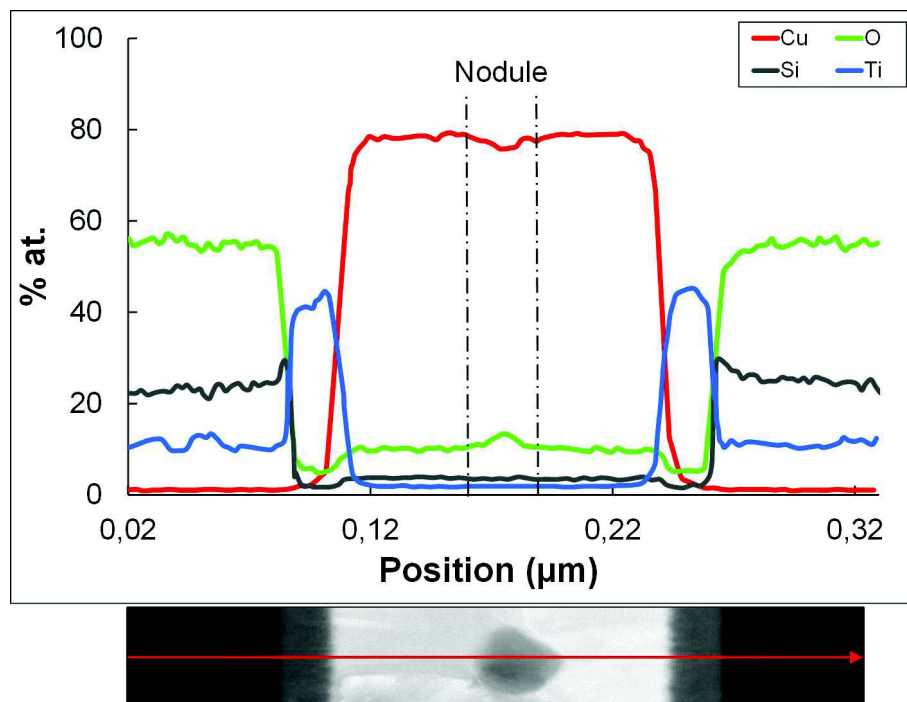 100
80
60
40
20
0
% at.
Nodule
Cu O
Si Ti
0,02 0,12 0,22 0,32
Position (µm)